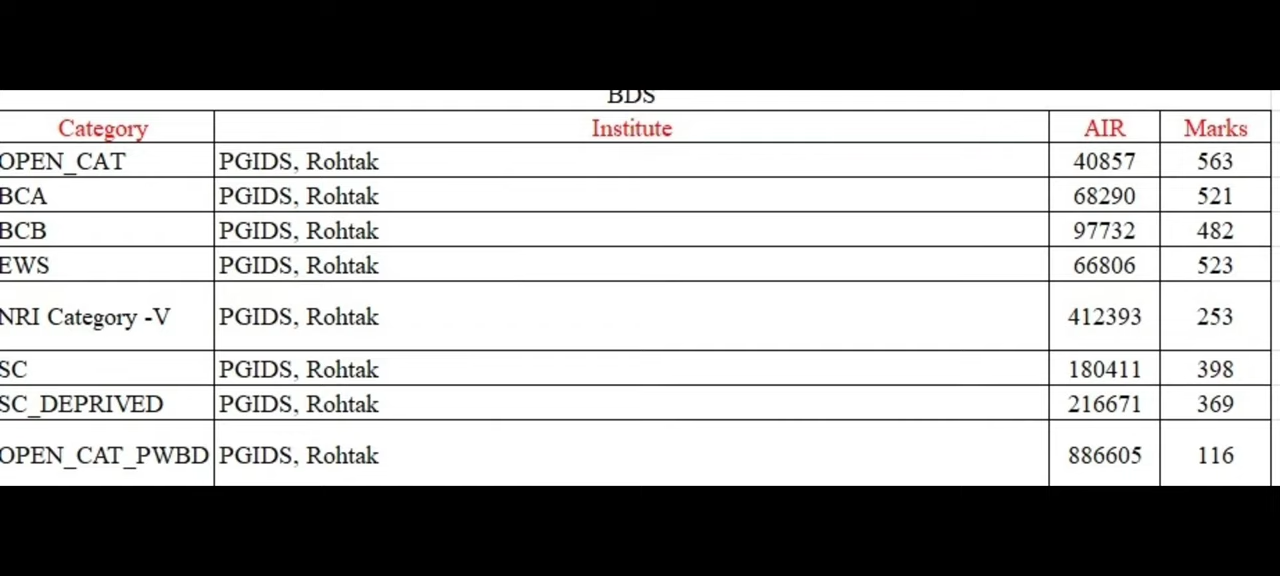 BDS
Category Institute AIR Marks
OPEN_CAT PGIDS, Rohtak 40857 563
BCA PGIDS, Rohtak 68290 521
BCB PGIDS, Rohtak 97732 482
EWS PGIDS, Rohtak 66806 523
NRI Category -V PGIDS, Rohtak 412393 253
SC PGIDS, Rohtak 180411 398
SC_DEPRIVED PGIDS, Rohtak 216671 369
OPEN_CAT_PWBD PGIDS, Rohtak 886605 116